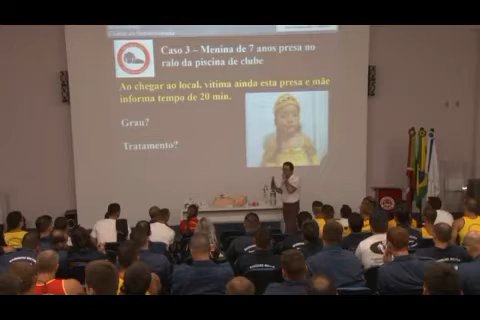 Caso 3 – Menina de 7 anos presa no
ralo da piscina de clube
Ao chegar ao local, vitima ainda esta presa e mãe
informa tempo de 20 min.
Grau?
Tratamento?